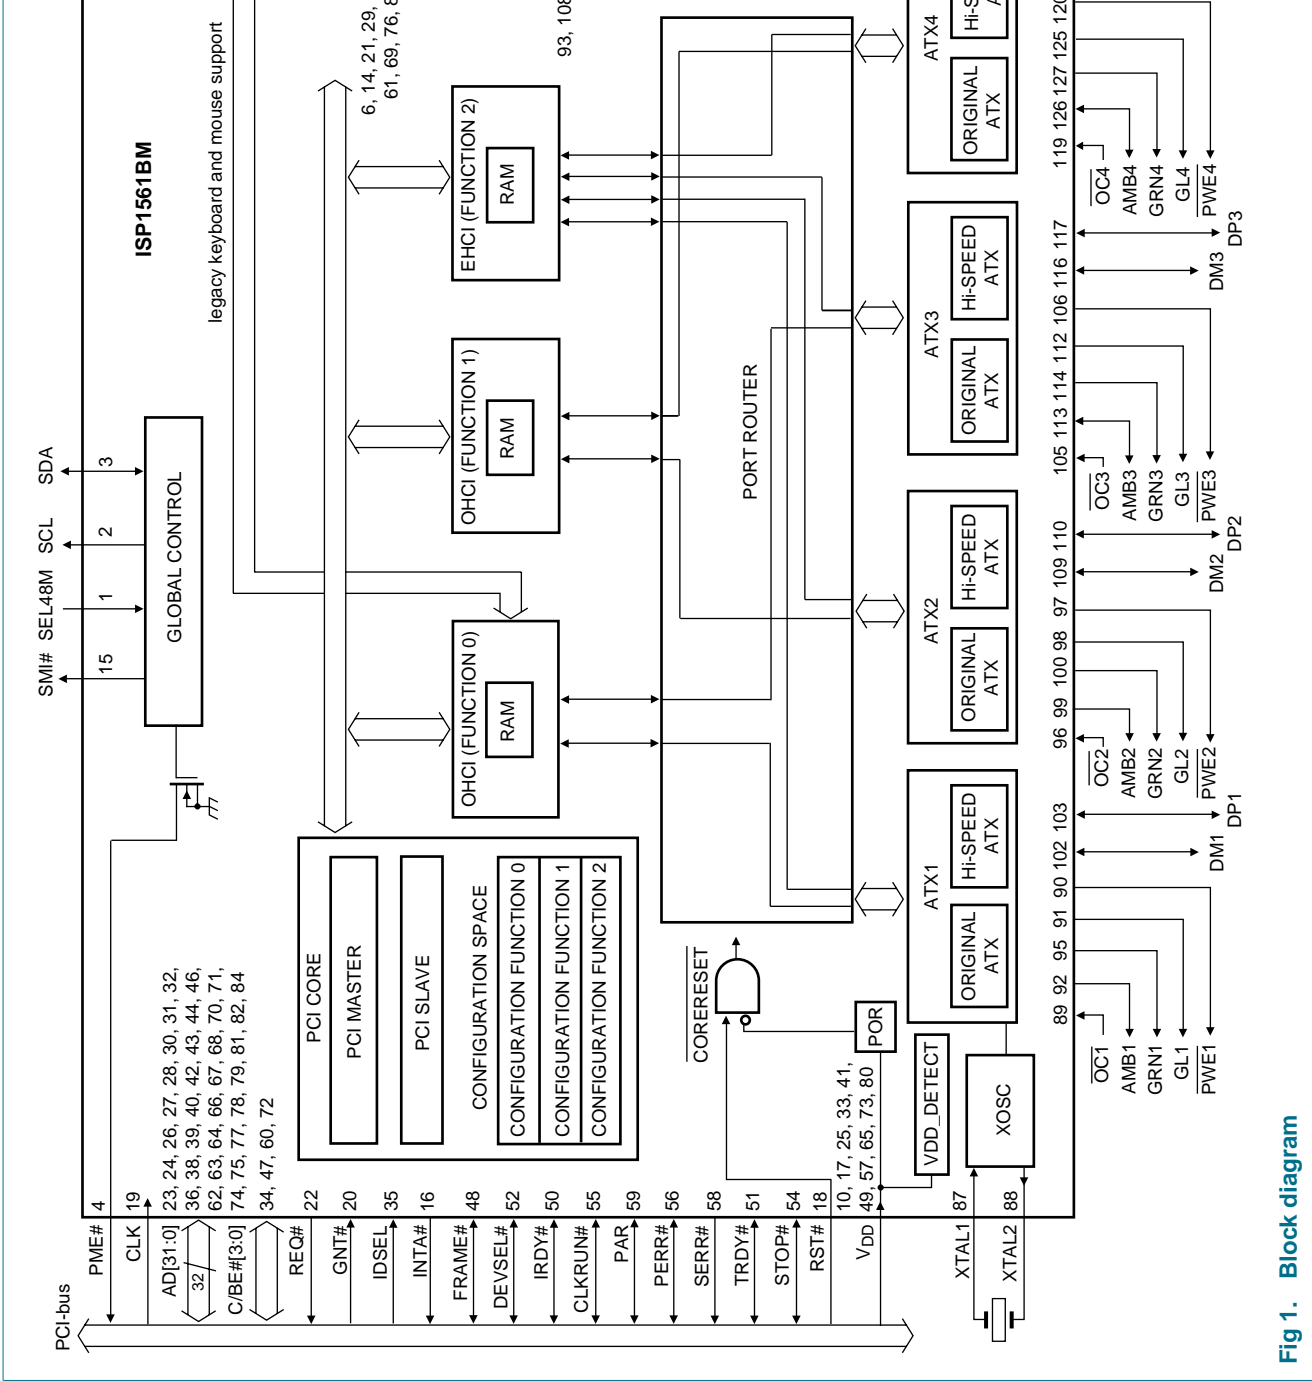 ISP1561BM
legacy keyboard and mouse support
6, 14, 21, 29,
61, 69, 76,
93, 108
SDA
SCL
SEL48M
SMI#
3
2
1
15
GLOBAL CONTROL
EHCI (FUNCTION 2)
RAM
OHCI (FUNCTION 1)
RAM
OHCI (FUNCTION 0)
RAM
PCI CORE
PCI MASTER
PCI SLAVE
CONFIGURATION SPACE
CONFIGURATION FUNCTION 0
CONFIGURATION FUNCTION 1
CONFIGURATION FUNCTION 2
PORT ROUTER
CORERESET
POR
VDD_DETECT
XOSC
ATX4
ORIGINAL
ATX
ATX3
Hi-SPEED
ATX
ORIGINAL
ATX
ATX2
Hi-SPEED
ATX
ORIGINAL
ATX
ATX1
Hi-SPEED
ATX
ORIGINAL
ATX
PCI-bus
PME#
4
CLK
19
AD[31:0]
32
23, 24, 26, 27, 28, 30, 31, 32,
36, 38, 39, 40, 42, 43, 44, 46,
62, 63, 64, 66, 67, 68, 70, 71,
74, 75, 77, 78, 79, 81, 82, 84
C/BE#[3:0]
34, 47, 60, 72
REQ#
22
GNT#
20
IDSEL
35
INTA#
16
FRAME#
48
DEVSEL#
52
IRDY#
50
CLKRUN#
55
PAR
59
PERR#
56
SERR#
58
TRDY#
51
STOP#
54
RST#
18
VDD
10, 17, 25, 33, 41,
49, 57, 65, 73, 80
XTAL1
87
XTAL2
88
89
92
95
91
90
102
103
96
99
100
98
97
109
110
105
113
114
112
106
116
117
119
126
127
125
120
OC1
AMB1
GRN1
GL1
PWE1
DM1
DP1
OC2
AMB2
GRN2
GL2
PWE2
DM2
DP2
OC3
AMB3
GRN3
GL3
PWE3
DM3
DP3
OC4
AMB4
GRN4
GL4
PWE4
Fig 1. Block diagram